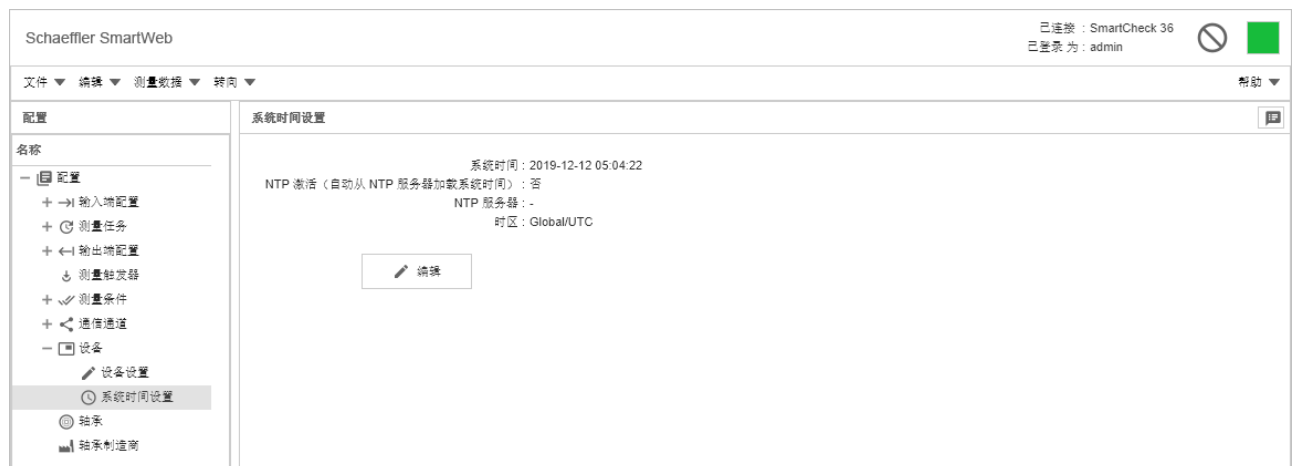 Schaeffler SmartWeb
已连接 : SmartCheck 36
已登录 为 : admin
文件 编辑 测量数据 转向 帮助
配置
系统时间设置
名称
配置
输入端配置
测量任务
输出端配置
测量触发器
测量条件
通信通道
设备
设备设置
系统时间设置
轴承
轴承制造商
系统时间 : 2019-12-12 05:04:22
NTP 激活（自动从 NTP 服务器加载系统时间） : 否
NTP 服务器 : -
时区 : Global/UTC
编辑